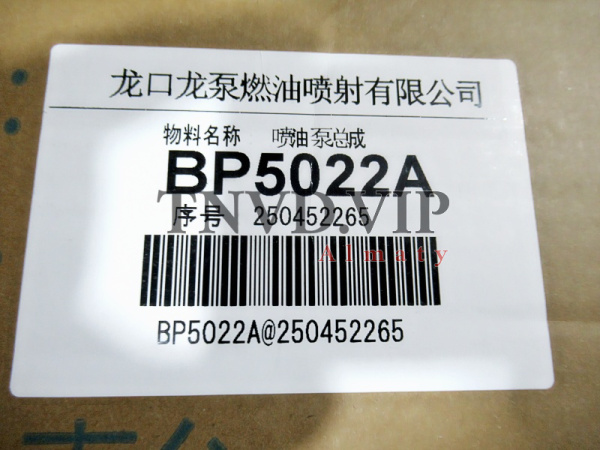 龙口龙泵燃油喷射有限公司
物料名称 喷油泵总成
BP5022A
TNVD.VIP
序号 250452265
Almaty
BP5022A@250452265